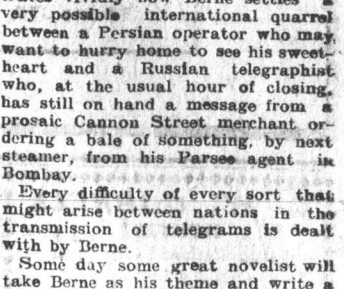 vividly how Berne settles a
very possible international quarrel
between a Persian operator who may
want to hurry home to see his sweet-
heart and a Russian telegraphist
who, at the usual hour of closing,
has still on hand a message from a
prosaic Cannon Street merchant or-
dering a bale of something, by next
steamer, from his Parsee agent in
Bombay.
Every difficulty of every sort that
might arise between nations in the
transmission of telegrams is dealt
with by Berne.
Some day some great novelist will
take Berne as his theme and write a